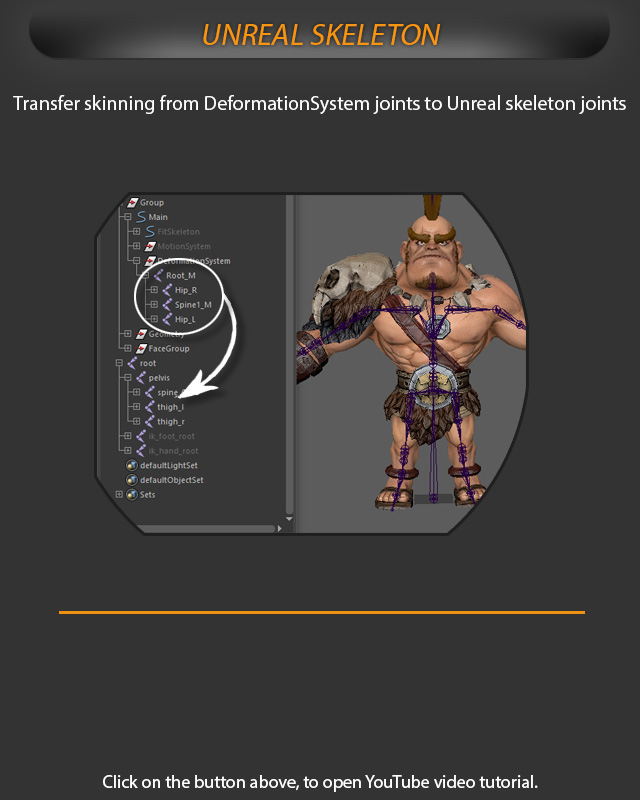 UNREAL SKELETON
Transfer skinning from DeformationSystem joints to Unreal skeleton joints
Group
Main
FitSkeleton
MotionSystem
DeformationSystem
Root_M
Hip_R
Spine1_M
Hip_L
Geometry
FaceGroup
root
pelvis
spine_
thigh_l
thigh_r
ik_foot_root
ik_hand_root
defaultLightSet
defaultObjectSet
Sets
Click on the button above, to open YouTube video tutorial.